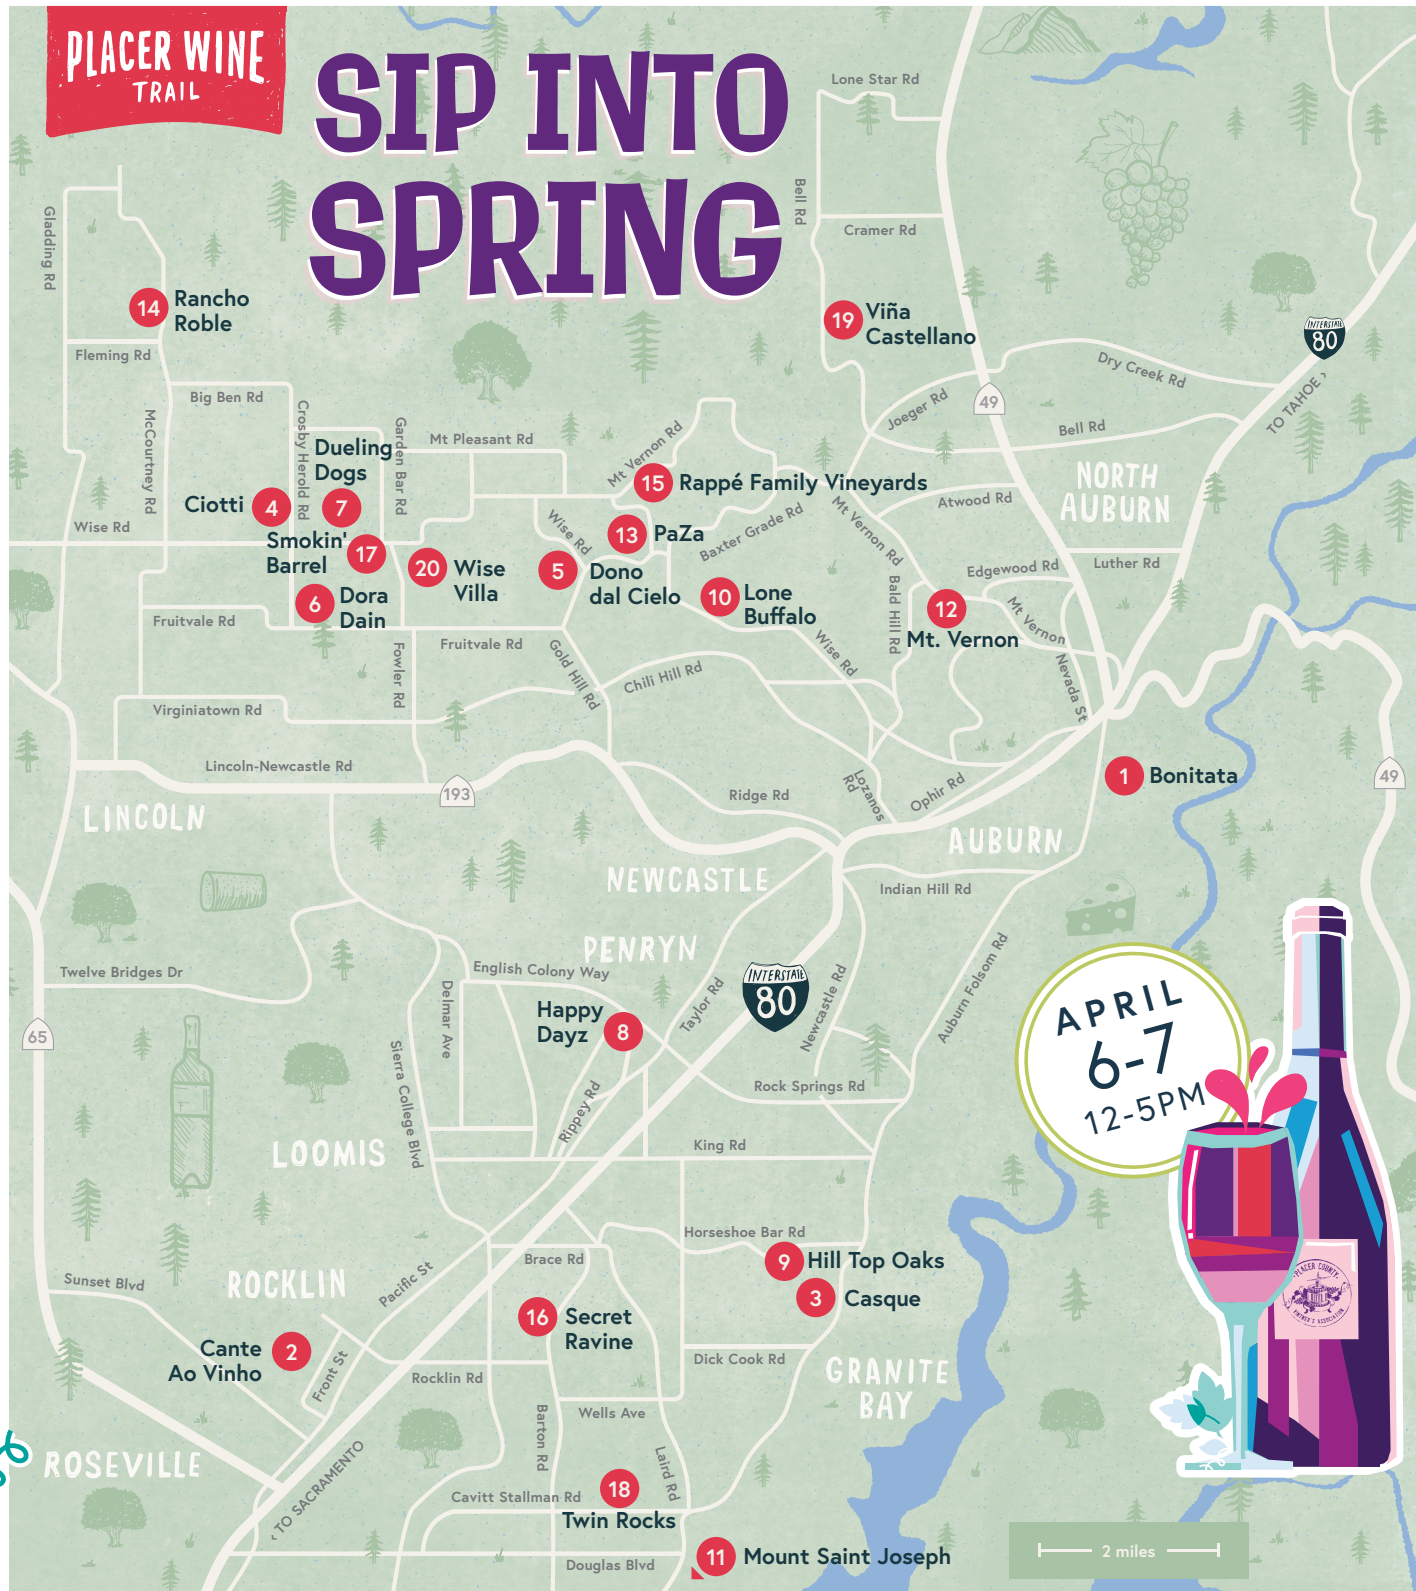 PLACER WINE
TRAIL
SIP INTO
SPRING
Lone Star Rd
Bell Rd
Cramer Rd
Gladding Rd
14
Rancho
Roble
19
Viña
Castellano
INTERSTATE
80
TO TAHOE ›
Fleming Rd
Big Ben Rd
Dry Creek Rd
49
Joeger Rd
Bell Rd
McCourtney Rd
Crosby Herold Rd
Garden Bar Rd
Mt Pleasant Rd
Mt Vernon Rd
Dueling
Dogs
7
Ciotti
4
15
Rappé Family Vineyards
NORTH
AUBURN
Atwood Rd
Wise Rd
Smokin'
Barrel
17
20
Wise
Villa
Wise Rd
13
PaZa
Baxter Grade Rd
Mt Vernon Rd
5
Dono
dal Cielo
Luther Rd
Edgewood Rd
6
Dora
Dain
10
Lone
Buffalo
Bald Hill Rd
12
Mt. Vernon
Mt Vernon
Fruitvale Rd
Fruitvale Rd
Fowler Rd
Gold Hill Rd
Chili Hill Rd
Wise Rd
Nevada St
Virginiatown Rd
Lincoln-Newcastle Rd
193
Ridge Rd
Lozanos
Rd
Ophir Rd
1
Bonitata
49
LINCOLN
AUBURN
NEWCASTLE
Indian Hill Rd
PENRYN
Twelve Bridges Dr
English Colony Way
Delmar Ave
Taylor Rd
INTERSTATE
80
Newcastle Rd
Auburn Folsom Rd
65
Happy
Dayz
8
Sierra College Blvd
Rippey Rd
Rock Springs Rd
APRIL
6-7
12-5PM
LOOMIS
King Rd
Horseshoe Bar Rd
Brace Rd
9
Hill Top Oaks
3
Casque
Sunset Blvd
ROCKLIN
Pacific St
16
Secret
Ravine
PLACER COUNTY
VINTNER'S ASSOCIATION
Cante
Ao Vinho
2
Front St
Rocklin Rd
Dick Cook Rd
GRANITE
BAY
Barton Rd
Wells Ave
ROSEVILLE
‹ TO SACRAMENTO
Laird Rd
Cavitt Stallman Rd
18
Twin Rocks
Douglas Blvd
11
Mount Saint Joseph
2 miles